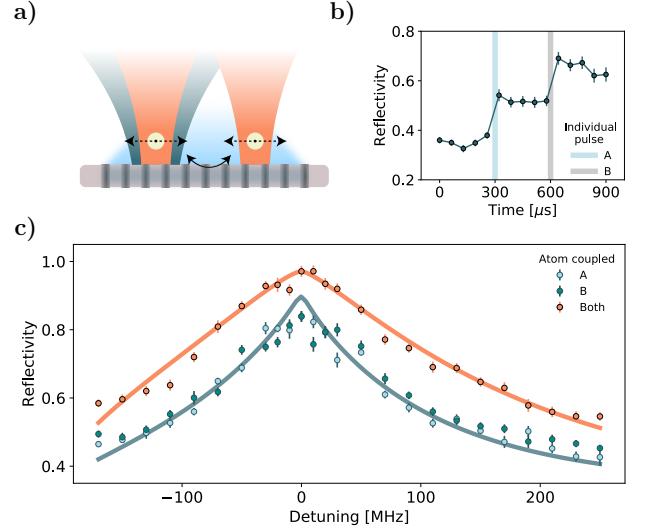 a)
b)
0.8
0.6
0.4
0.2
Reflectivity
0
300
600
900
Time [μs]
Individual
pulse
A
B
c)
1.0
0.8
0.6
0.4
Reflectivity
−100
0
100
200
Detuning [MHz]
Atom coupled
A
B
Both